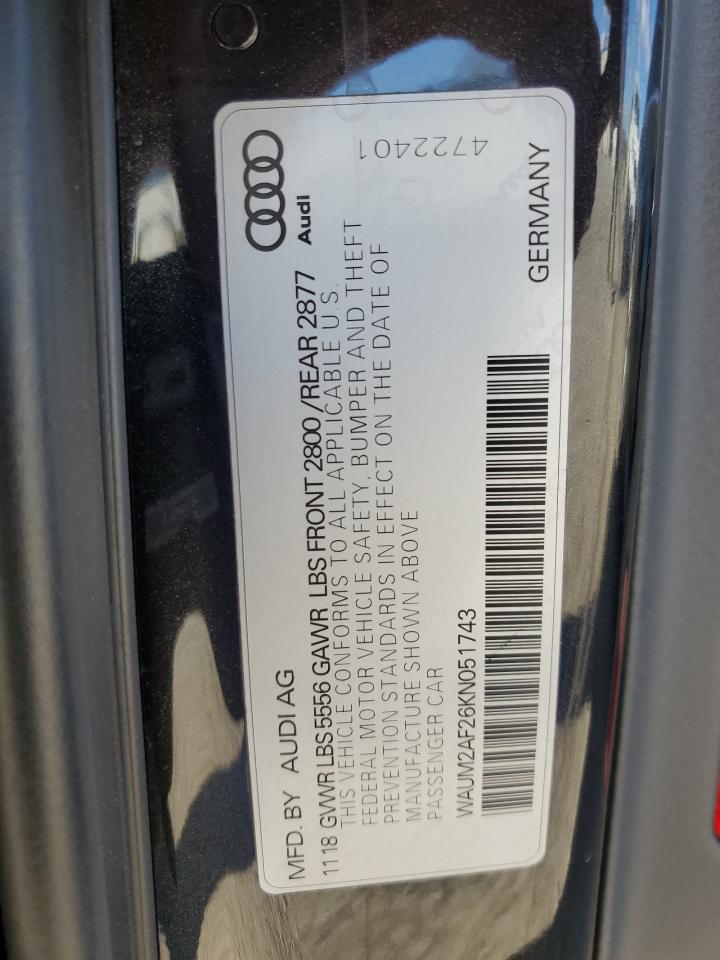 MFD. BY AUDI AG
Audi
1118 GVWR LBS 5556 GAWR LBS FRONT 2800 /REAR 2877
THIS VEHICLE CONFORMS TO ALL APPLICABLE U.S.
FEDERAL MOTOR VEHICLE SAFETY, BUMPER AND THEFT
PREVENTION STANDARDS IN EFFECT ON THE DATE OF
MANUFACTURE SHOWN ABOVE
PASSENGER CAR
4722401
WAUM2AF26KN051743
GERMANY